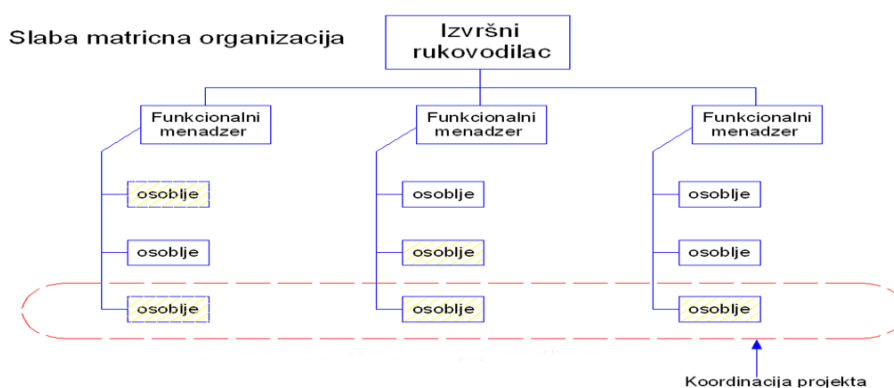 Slaba matricna organizacija
Izvršni
rukovodilac
Funkcionalni
menadzer
Funkcionalni
menadzer
Funkcionalni
menadzer
osoblje
osoblje
osoblje
osoblje
osoblje
osoblje
osoblje
osoblje
osoblje
Koordinacija projekta